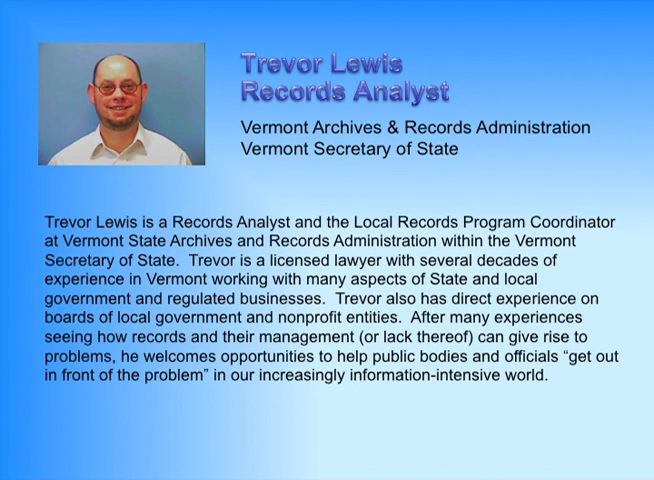 Trevor Lewis
Records Analyst
Vermont Archives & Records Administration
Vermont Secretary of State
Trevor Lewis is a Records Analyst and the Local Records Program Coordinator
at Vermont State Archives and Records Administration within the Vermont
Secretary of State.  Trevor is a licensed lawyer with several decades of
experience in Vermont working with many aspects of State and local
government and regulated businesses.  Trevor also has direct experience on
boards of local government and nonprofit entities.  After many experiences
seeing how records and their management (or lack thereof) can give rise to
problems, he welcomes opportunities to help public bodies and officials “get out
in front of the problem” in our increasingly information-intensive world.